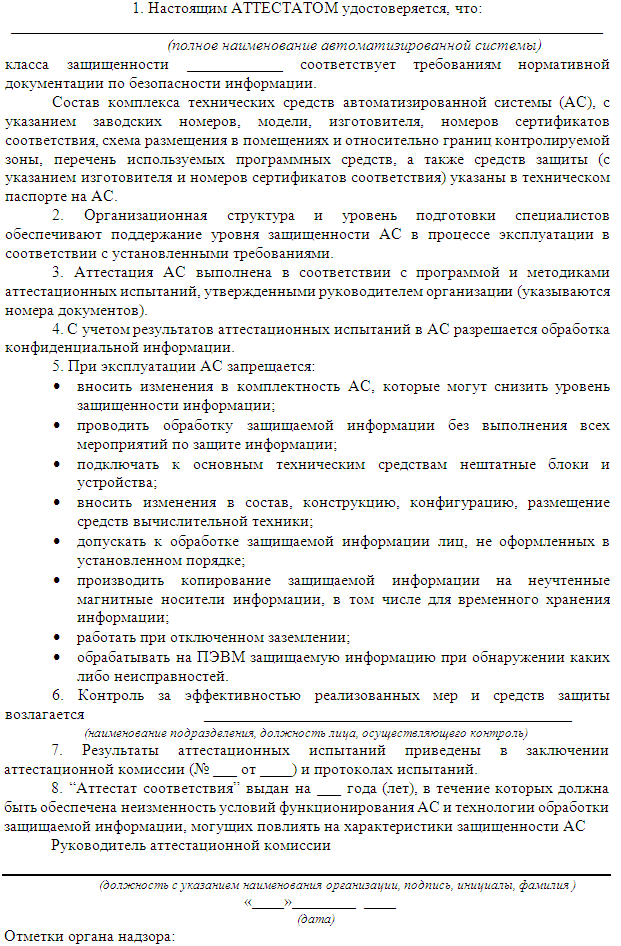 1. Настоящим АТТЕСТАТОМ удостоверяется, что:
(полное наименование автоматизированной системы)
класса защищенности ____________ соответствует требованиям нормативной
документации по безопасности информации.
Состав комплекса технических средств автоматизированной системы (АС), с
указанием заводских номеров, модели, изготовителя, номеров сертификатов
соответствия, схема размещения в помещениях и относительно границ контролируемой
зоны, перечень используемых программных средств, а также средств защиты (с
указанием изготовителя и номеров сертификатов соответствия) указаны в техническом
паспорте на АС.
2. Организационная структура и уровень подготовки специалистов
обеспечивают поддержание уровня защищенности АС в процессе эксплуатации в
соответствии с установленными требованиями.
3. Аттестация АС выполнена в соответствии с программой и методиками
аттестационных испытаний, утвержденными руководителем организации (указываются
номера документов).
4. С учетом результатов аттестационных испытаний в АС разрешается обработка
конфиденциальной информации.
5. При эксплуатации АС запрещается:
• вносить изменения в комплектность АС, которые могут снизить уровень
защищенности информации;
• проводить обработку защищаемой информации без выполнения всех
мероприятий по защите информации;
• подключать к основным техническим средствам нештатные блоки и
устройства;
• вносить изменения в состав, конструкцию, конфигурацию, размещение
средств вычислительной техники;
• допускать к обработке защищаемой информации лиц, не оформленных в
установленном порядке;
• производить копирование защищаемой информации на неучтенные
магнитные носители информации, в том числе для временного хранения
информации;
• работать при отключенном заземлении;
• обрабатывать на ПЭВМ защищаемую информацию при обнаружении каких
либо неисправностей.
6. Контроль за эффективностью реализованных мер и средств защиты
возлагается ____________________
(наименование подразделения, должность лица, осуществляющего контроль)
7. Результаты аттестационных испытаний приведены в заключении
аттестационной комиссии (№ ___ от ____) и протоколах испытаний.
8. “Аттестат соответствия” выдан на ___ года (лет), в течение которых должна
быть обеспечена неизменность условий функционирования АС и технологии обработки
защищаемой информации, могущих повлиять на характеристики защищенности АС
Руководитель аттестационной комиссии
(должность с указанием наименования организации, подпись, инициалы, фамилия )
«____»________ ____
(дата)
Отметки органа надзора: